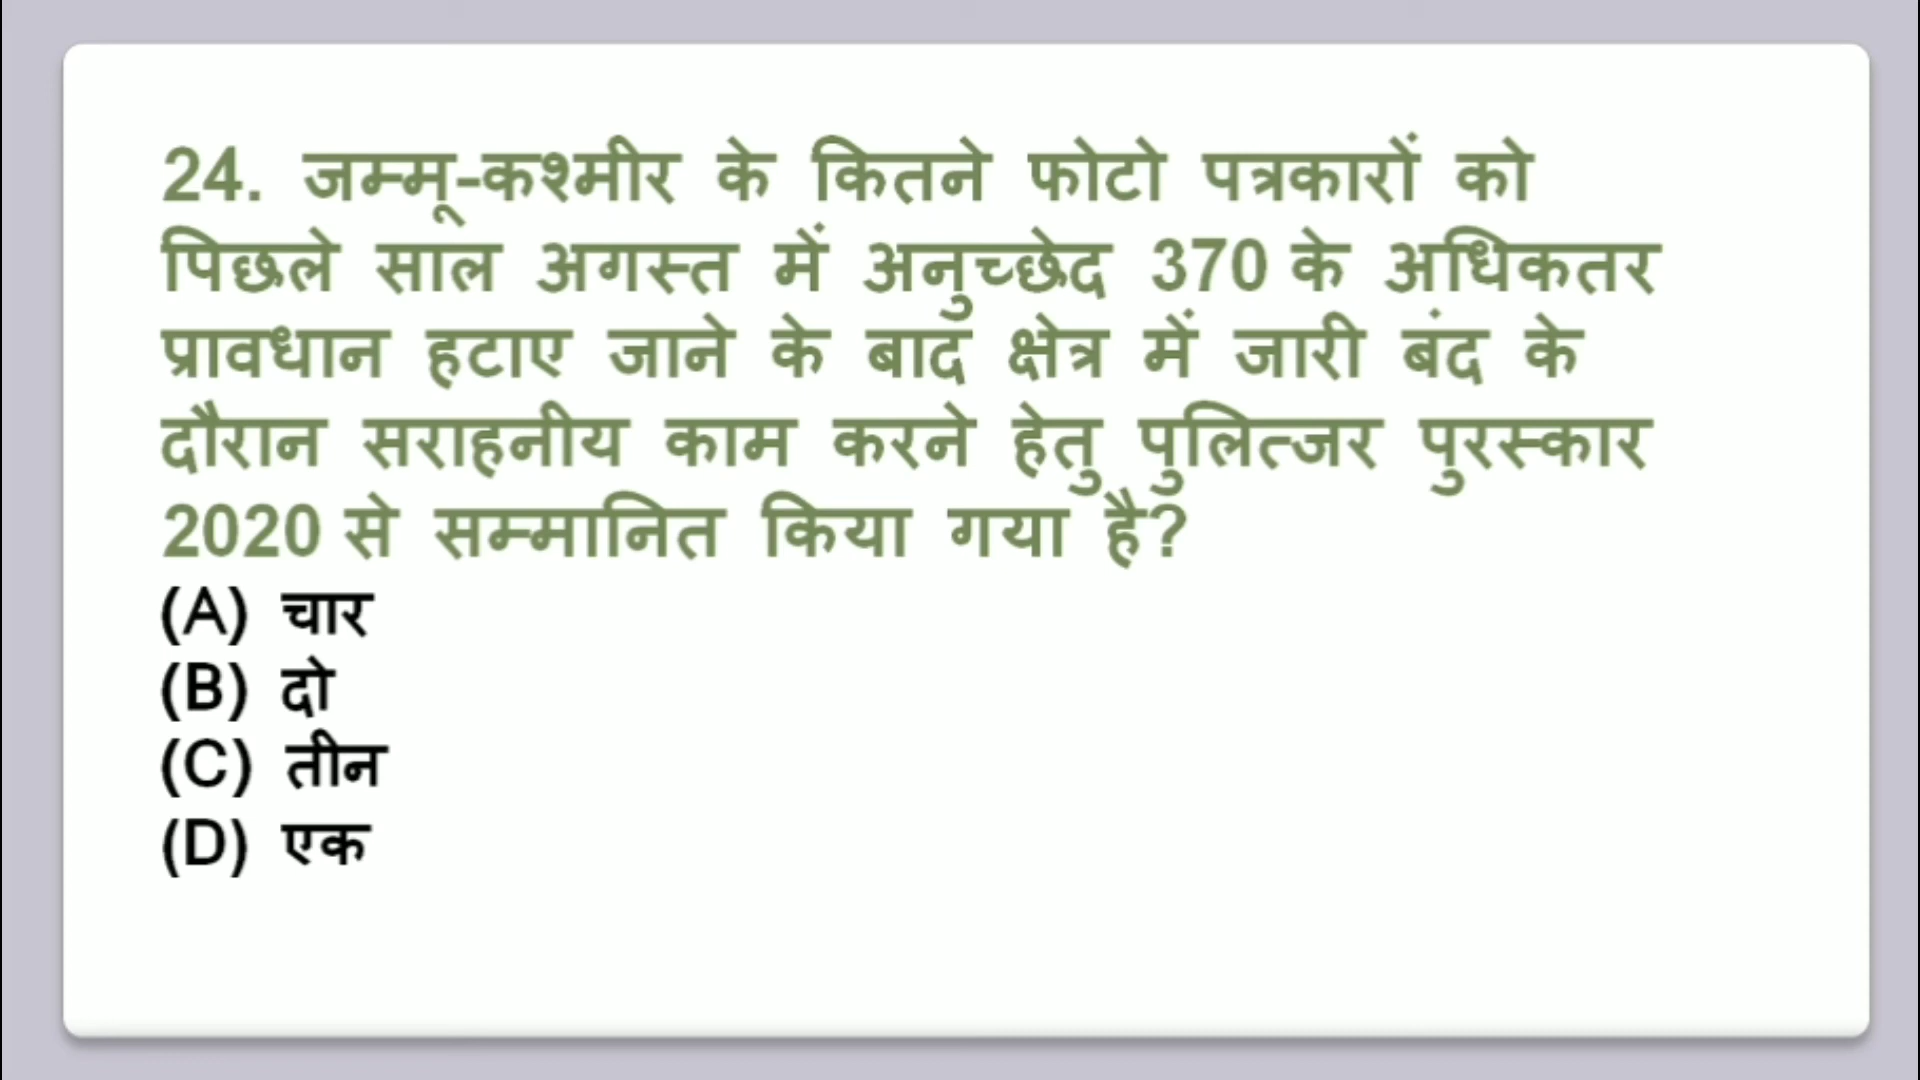 24. जम्मू-कश्मीर के कितने फोटो पत्रकारों को
पिछले साल अगस्त में अनुच्छेद 370 के अधिकतर
प्रावधान हटाए जाने के बाद क्षेत्र में जारी बंद के
दौरान सराहनीय काम करने हेतु पुलित्जर पुरस्कार
2020 से सम्मानित किया गया है?
(A) चार
(B) दो
(C) तीन
(D) एक